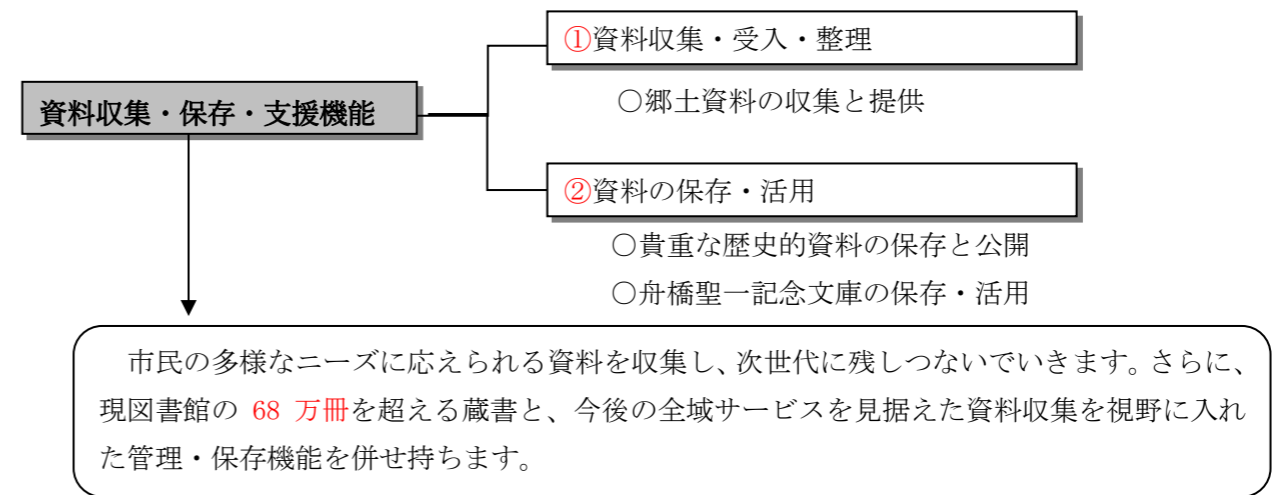 ①資料収集・受入・整理
資料収集・保存・支援機能
〇郷土資料の収集と提供
②資料の保存・活用
〇貴重な歴史的資料の保存と公開
〇舟橋聖一記念文庫の保存・活用
市民の多様なニーズに応えられる資料を収集し、次世代に残しつないでいきます。さらに、
現図書館の 68 万冊を超える蔵書と、今後の全域サービスを見据えた資料収集を視野に入れ
た管理・保存機能を併せ持ちます。